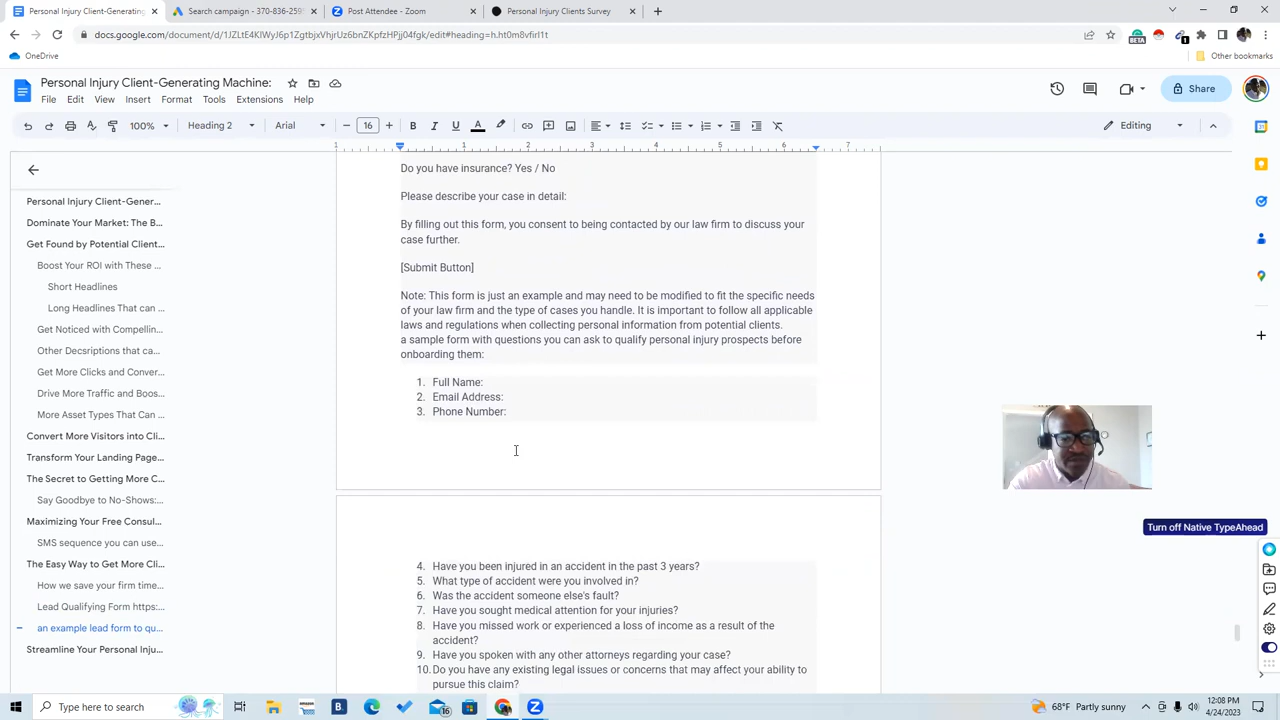 Personal Injury Client-Generating
Search campaign - 370-836-259
Post Attendee - Zoom
Personal Injury Clients Survey
docs.google.com/document/d/1JZLtE4KIWyJ6p1ZgtbjxVhjrUz6bnZKpfzHPjj04fgk/edit#heading=h.ht0m8vfirl1t
BETA
1
OneDrive
Other bookmarks
Personal Injury Client-Generating Machine:
File Edit View Insert Format Tools Extensions Help
Share
100% Heading 2 Arial 16 B I U A
Editing
1 1 2 3 4 5 6 7
Personal Injury Client-Gener...
Dominate Your Market: The B...
Get Found by Potential Client...
Boost Your ROI with These ...
Short Headlines
Long Headlines That can ...
Get Noticed with Compellin...
Other Decsriptions that ca...
Get More Clicks and Conver...
Drive More Traffic and Boos...
More Asset Types That Can ...
Convert More Visitors into Cli...
Transform Your Landing Page...
The Secret to Getting More C...
Say Goodbye to No-Shows:...
Maximizing Your Free Consul...
SMS sequence you can use...
The Easy Way to Get More Cli...
How we save your firm time...
Lead Qualifying Form https:...
an example lead form to qu...
Streamline Your Personal Inju...
Do you have insurance? Yes / No
Please describe your case in detail:
By filling out this form, you consent to being contacted by our law firm to discuss your
case further.
[Submit Button]
Note: This form is just an example and may need to be modified to fit the specific needs
of your law firm and the type of cases you handle. It is important to follow all applicable
laws and regulations when collecting personal information from potential clients.
a sample form with questions you can ask to qualify personal injury prospects before
onboarding them:
1. Full Name:
2. Email Address:
3. Phone Number:
4. Have you been injured in an accident in the past 3 years?
5. What type of accident were you involved in?
6. Was the accident someone else's fault?
7. Have you sought medical attention for your injuries?
8. Have you missed work or experienced a loss of income as a result of the
accident?
9. Have you spoken with any other attorneys regarding your case?
10. Do you have any existing legal issues or concerns that may affect your ability to
pursue this claim?
Turn off Native TypeAhead
Type here to search
B.
16
68°F Partly sunny
12:08 PM
4/24/2023